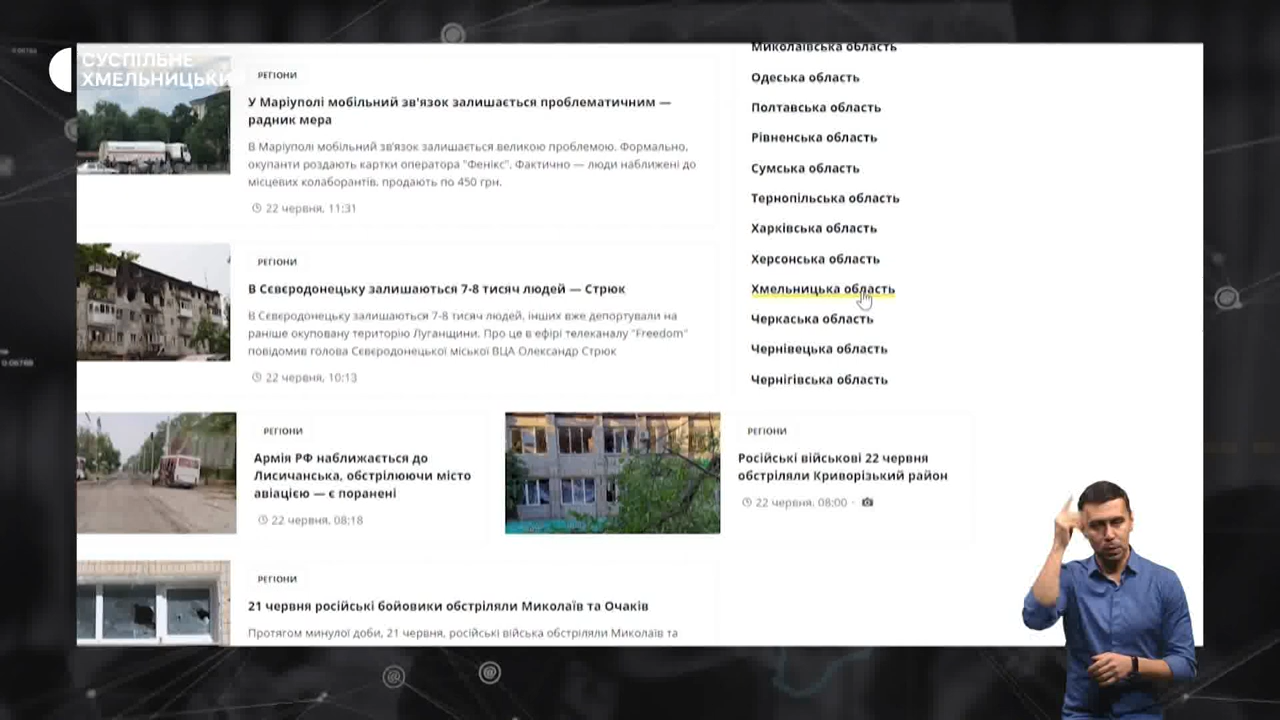 СУСПІЛЬНЕ
ХМЕЛЬНИЦЬКИЙ
РЕГІОНИ
У Маріуполі мобільний зв'язок залишається проблематичним —
радник мера
В Маріуполі мобільний зв'язок залишається великою проблемою. Формально,
окупанти роздають картки оператора "Фенікс". Фактично — люди наближені до
місцевих колаборантів. продають по 450 грн.
22 червня, 11:31
РЕГІОНИ
В Сєвєродонецьку залишаються 7-8 тисяч людей — Стрюк
В Сєвєродонецьку залишаються 7-8 тисяч людей, інших вже депортували на
раніше окуповану територію Луганщини. Про це в ефірі телеканалу "Freedom"
повідомив голова Сєвєродонецької міської ВЦА Олександр Стрюк
22 червня, 10:13
РЕГІОНИ
Армія РФ наближається до
Лисичанська, обстрілюючи місто
авіацією — є поранені
22 червня, 08:18
РЕГІОНИ
Російські військові 22 червня
обстріляли Криворізький район
22 червня, 08:00
РЕГІОНИ
21 червня російські бойовики обстріляли Миколаїв та Очаків
Протягом минулої доби, 21 червня, російські війська обстріляли Миколаїв та
Миколаївська область
Одеська область
Полтавська область
Рівненська область
Сумська область
Тернопільська область
Харківська область
Херсонська область
Хмельницька область
Черкаська область
Чернівецька область
Чернігівська область